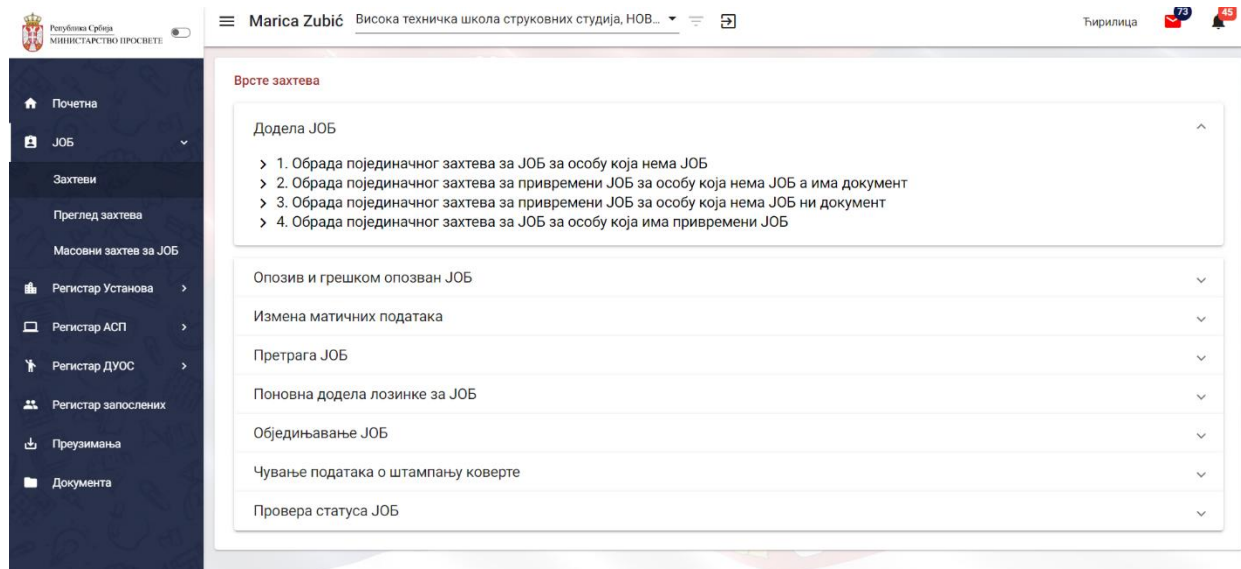 Република Србија
МИНИСТАРСТВО ПРОСВЕТЕ
Marica Zubić Висока техничка школа струковних студија, НОВ...
Ћирилица
73
45
Почетна
ЈОБ
Захтеви
Преглед захтева
Масовни захтев за ЈОБ
Регистар Установа
Регистар АСП
Регистар ДУОС
Регистар запослених
Преузимања
Документа
Врсте захтева
Додела ЈОБ
1. Обрада појединачног захтева за ЈОБ за особу која нема ЈОБ
2. Обрада појединачног захтева за привремени ЈОБ за особу која нема ЈОБ а има документ
3. Обрада појединачног захтева за привремени ЈОБ за особу која нема ЈОБ ни документ
4. Обрада појединачног захтева за ЈОБ за особу која има привремени ЈОБ
Опозив и грешком опозван ЈОБ
Измена матичних података
Претрага ЈОБ
Поновна додела лозинке за ЈОБ
Обједињавање ЈОБ
Чување података о штампању коверте
Провера статуса ЈОБ